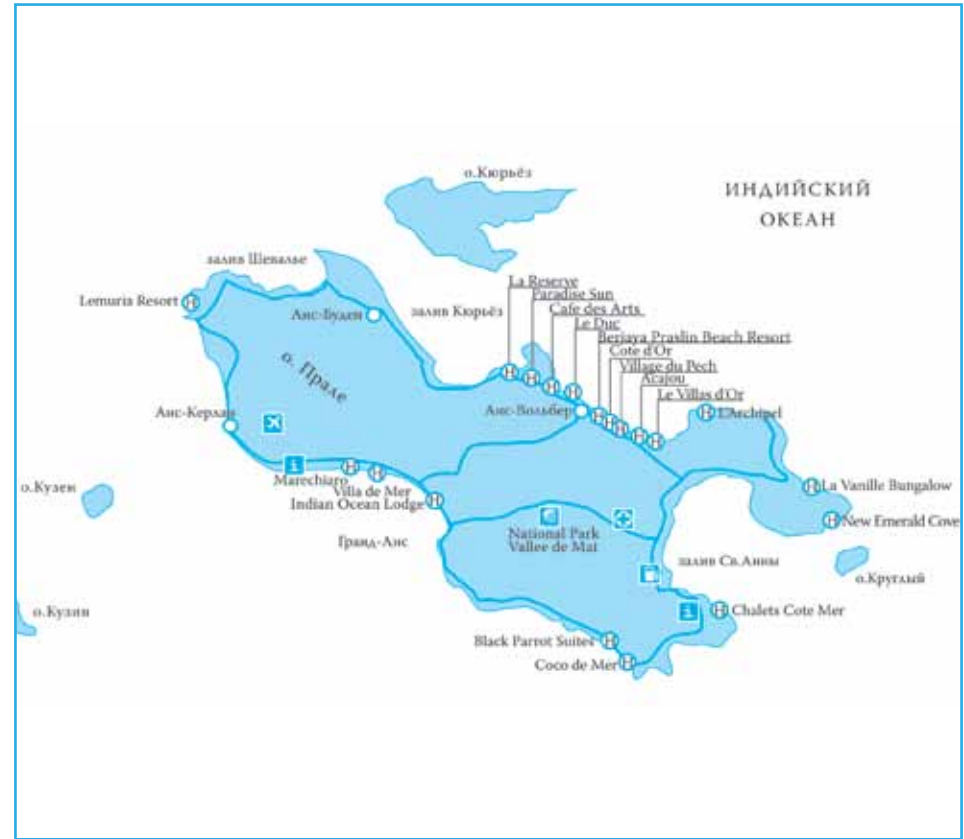 о.Кюрьёз
ИНДИЙСКИЙ
ОКЕАН
залив Шевалье
La Reserve
Lemuria Resort
Paradise Sun
Анс-Буден
залив Кюрьёз
Cafe des Arts
Le Duc
Berjaya Praslin Beach Resort
Cote d'Or
о. Прале
Village du Pech
Acajou
Le Villas d'Or
Анс-Керлан
Анс-Вольбер
L'Archipel
Marechiaro
о.Кузен
Villa de Mer
La Vanille Bungalow
Indian Ocean Lodge
New Emerald Cove
Гранд-Анс
National Park
Vallee de Mai
залив Св.Анны
о.Круглый
о.Кузин
Chalets Cote Mer
Black Parrot Suites
Coco de Mer